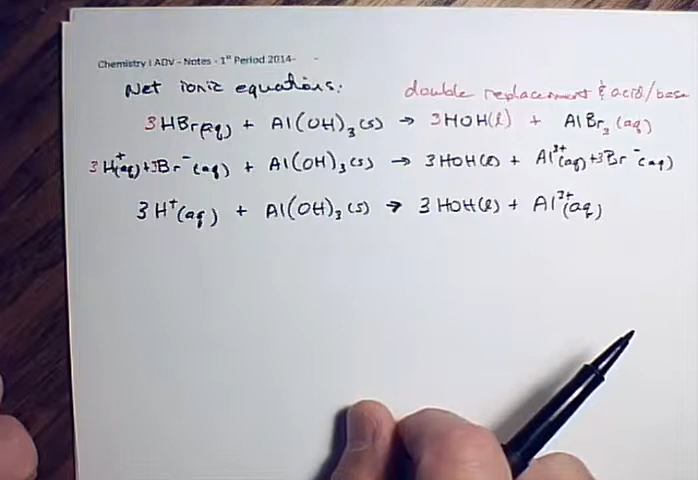 Chemistry I ADV - Notes - 1st Period 2014-
Net ionic equations: double replacement & acid/base
3HBr(aq) + Al(OH)₃(s) → 3HOH(l) + AlBr₃(aq)
3H⁺(aq)+3Br⁻(aq) + Al(OH)₃(s) → 3HOH(l) + Al³⁺(aq)+3Br⁻(aq)
3H⁺(aq) + Al(OH)₃(s) → 3HOH(l) + Al³⁺(aq)